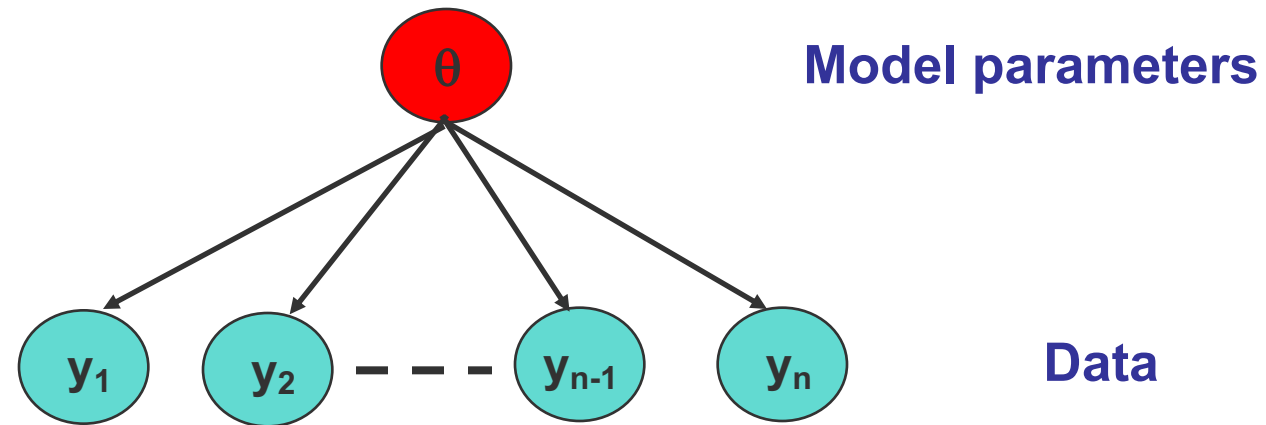 θ
Model parameters
y₁ y₂ yₙ₋₁ yₙ
Data